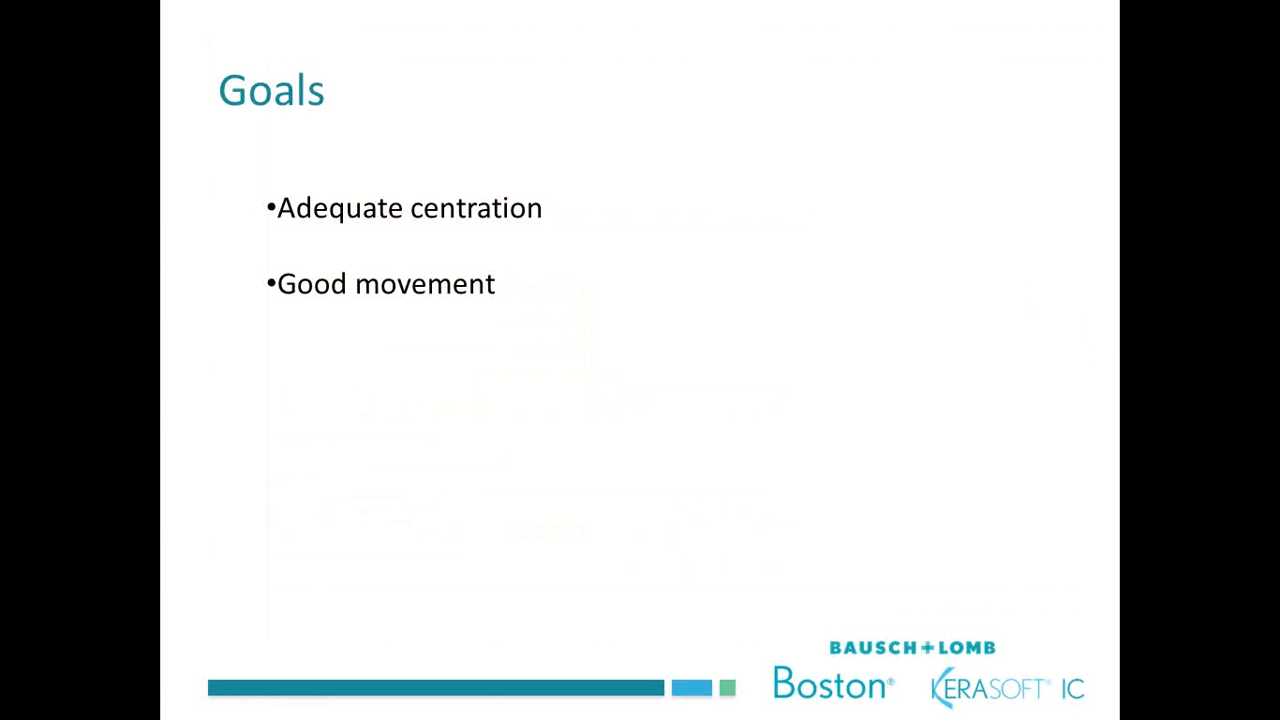 Goals
•Adequate centration
•Good movement
BAUSCH+LOMB
Boston® KERASOFT® IC